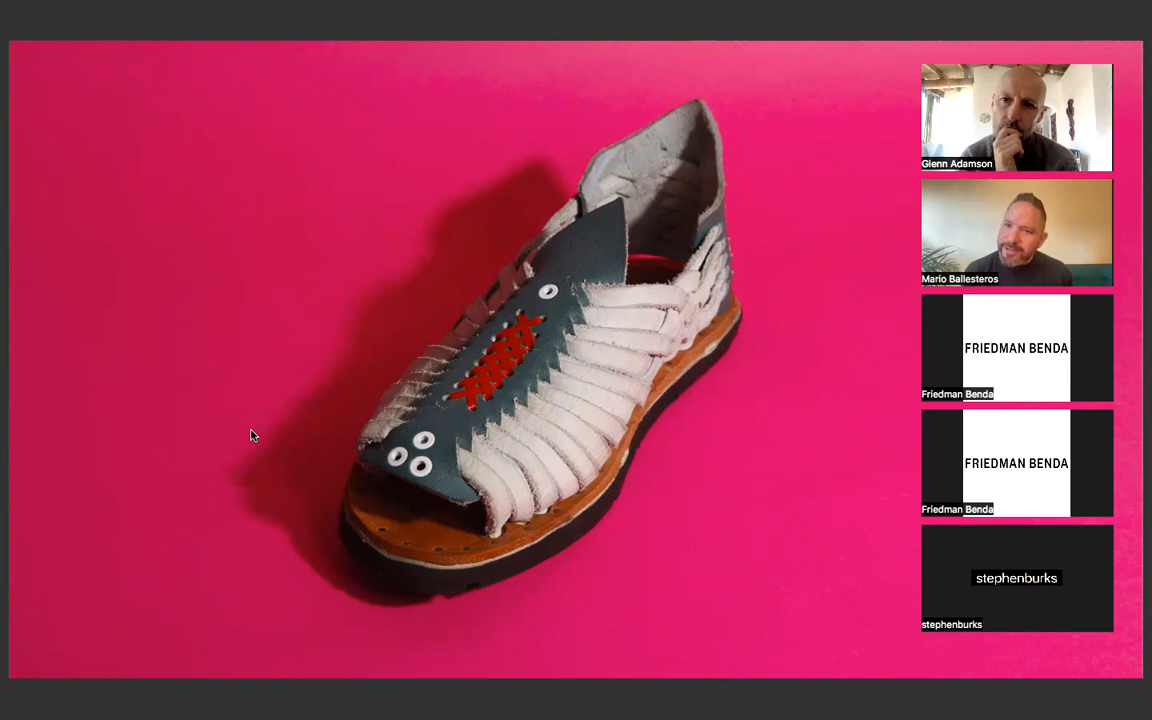 Glenn Adamson
Mario Ballesteros
FRIEDMAN BENDA
Friedman Benda
FRIEDMAN BENDA
Friedman Benda
stephenburks
stephenburks